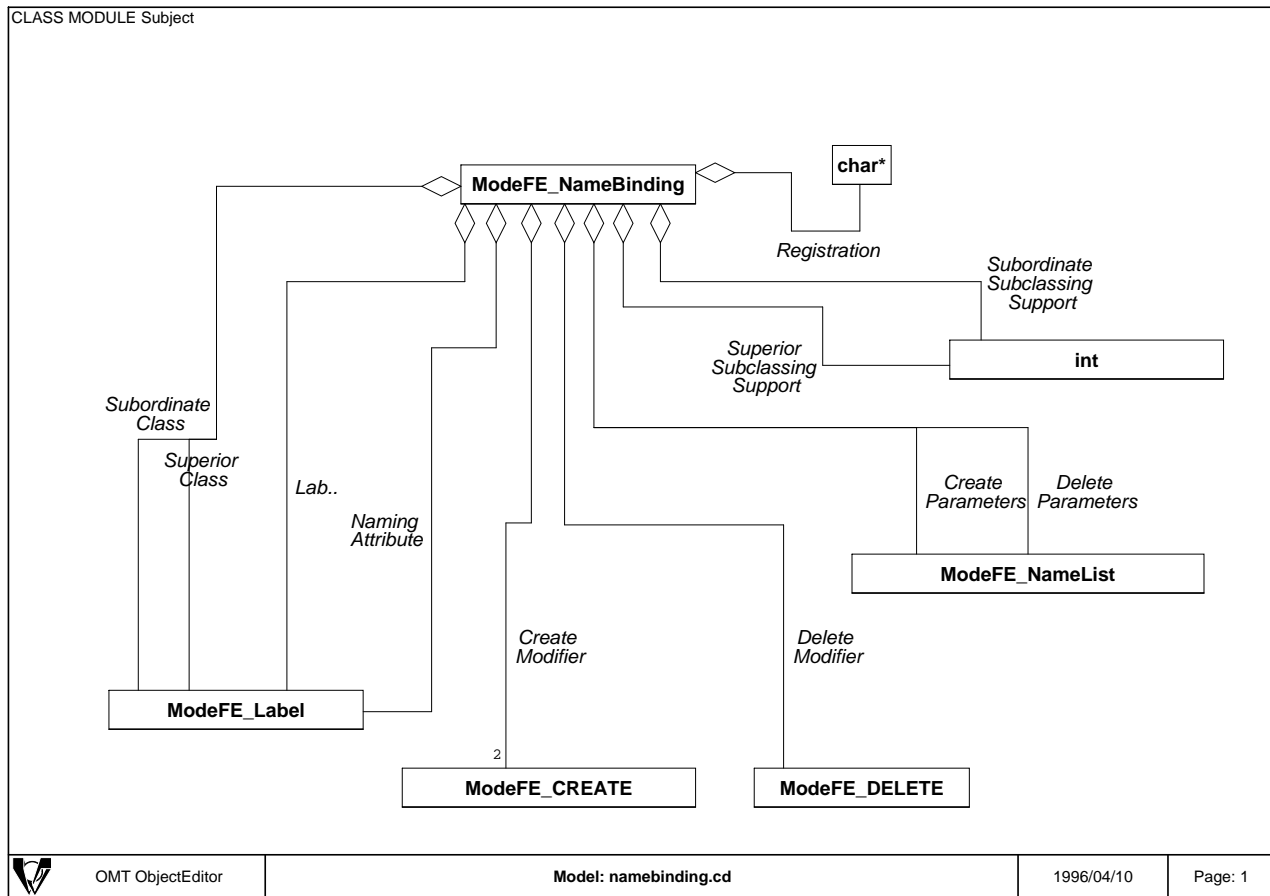 CLASS MODULE Subject
char*
ModeFE_NameBinding
Registration
Subordinate
Subclassing
Support
Superior
Subclassing
Support
int
Subordinate
Class
Superior
Class
Lab..
Naming
Attribute
Create
Parameters
Delete
Parameters
ModeFE_NameList
Create
Modifier
Delete
Modifier
ModeFE_Label
2
ModeFE_CREATE
ModeFE_DELETE
OMT ObjectEditor
Model: namebinding.cd
1996/04/10
Page: 1